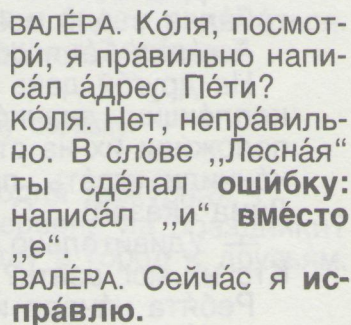 ВАЛЕ́РА. Ко́ля, посмот-
ри́, я пра́вильно напи-
са́л а́дрес Пе́ти?
КО́ЛЯ. Нет, непра́виль-
но. В сло́ве ,,Лесна́я“
ты сде́лал оши́бку:
написа́л ,,и“ вме́сто
,,е“.
ВАЛЕ́РА. Сейча́с я ис-
пра́влю.